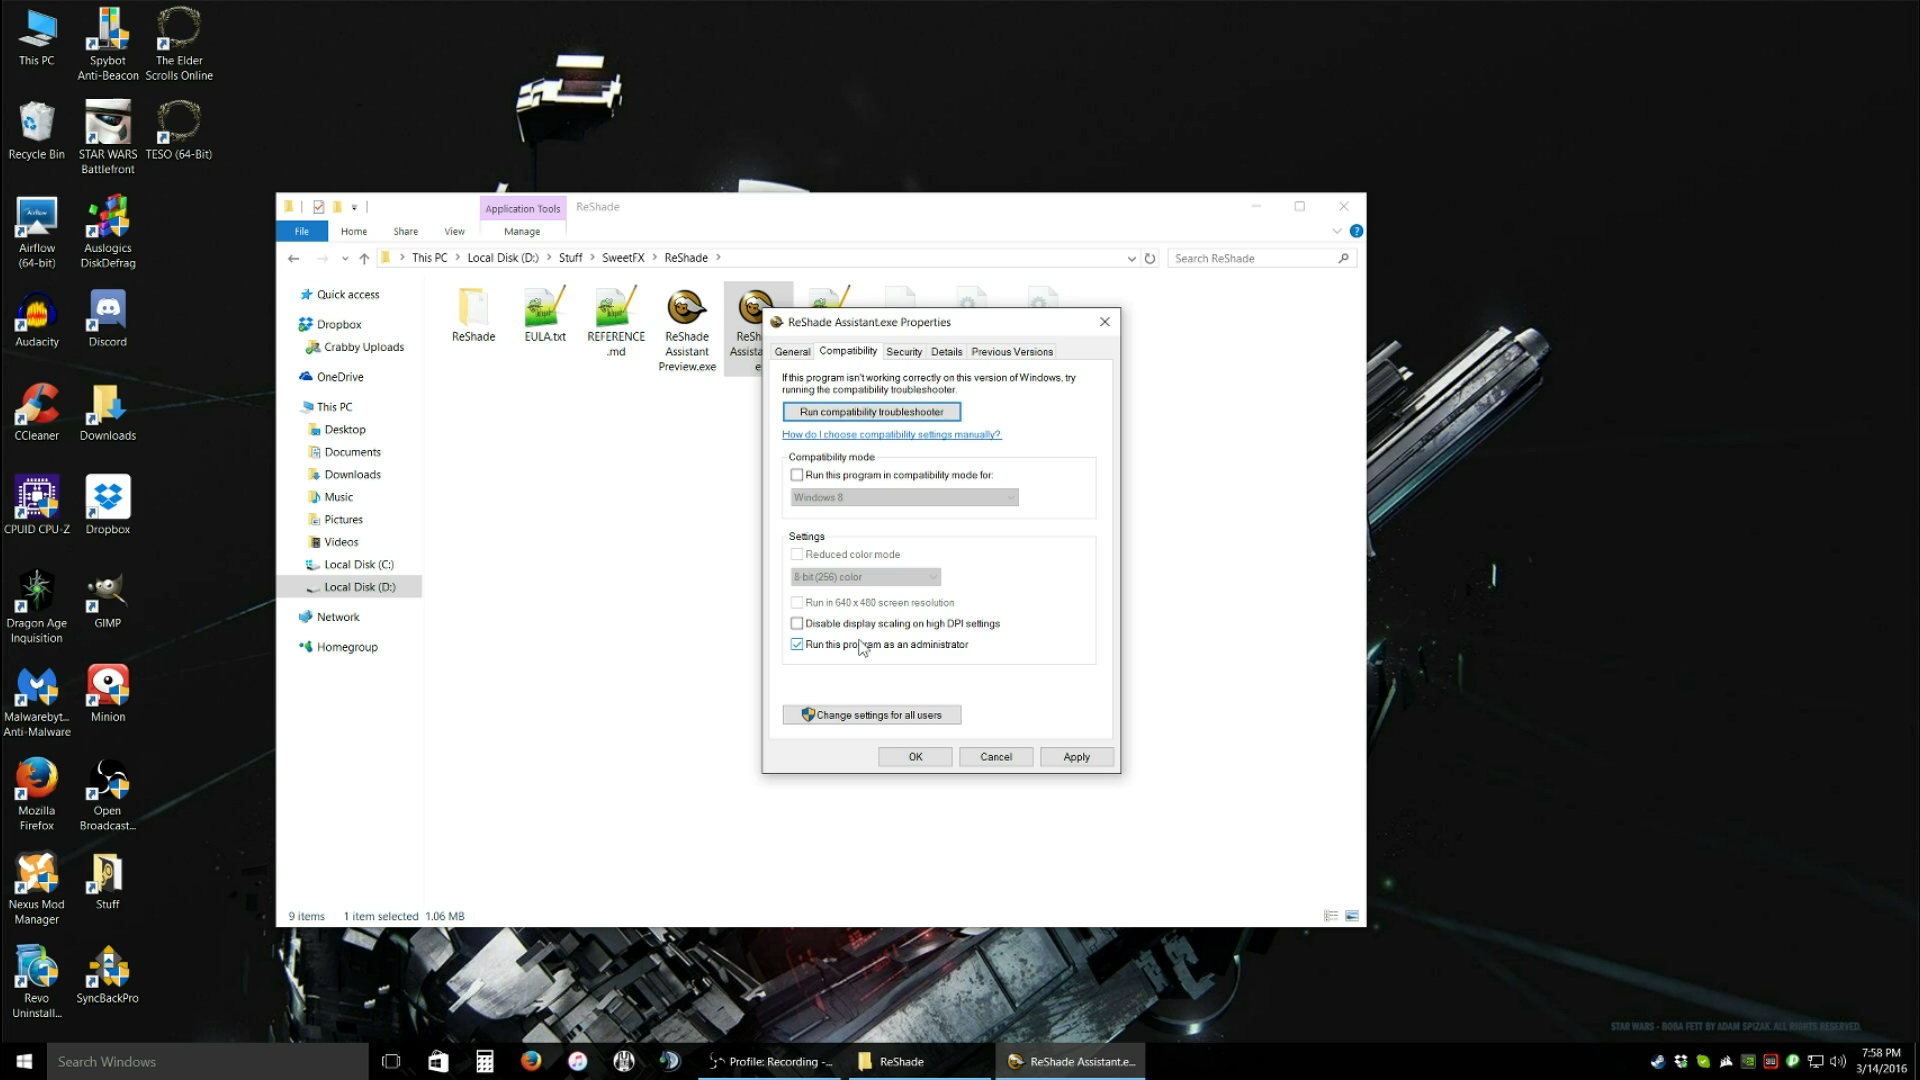 This PC
Spybot
Anti-Beacon
The Elder
Scrolls Online
Recycle Bin
STAR WARS
Battlefront
TESO (64-Bit)
Airflow
Airflow
(64-bit)
Auslogics
DiskDefrag
Audacity
Discord
CCleaner
Downloads
CPUID CPU-Z
Dropbox
Dragon Age
Inquisition
GIMP
Malwarebyt...
Anti-Malware
Minion
Mozilla
Firefox
Open
Broadcast...
Nexus Mod
Manager
Stuff
Revo
Uninstall...
SyncBackPro
Application Tools
ReShade
File
Home
Share
View
Manage
This PC
Local Disk (D:)
Stuff
SweetFX
ReShade
Search ReShade
Quick access
Dropbox
Crabby Uploads
OneDrive
This PC
Desktop
Documents
Downloads
Music
Pictures
Videos
Local Disk (C:)
Local Disk (D:)
Network
Homegroup
ReShade
EULA.txt
REFERENCE
.md
ReShade
Assistant
Preview.exe
ReShade Assistant.exe Properties
General
Compatibility
Security
Details
Previous Versions
If this program isn't working correctly on this version of Windows, try
running the compatibility troubleshooter.
Run compatibility troubleshooter
How do I choose compatibility settings manually?
Compatibility mode
Run this program in compatibility mode for:
Windows 8
Settings
Reduced color mode
8-bit (256) color
Run in 640 x 480 screen resolution
Disable display scaling on high DPI settings
Run this program as an administrator
Change settings for all users
OK
Cancel
Apply
9 items
1 item selected 1.06 MB
STAR WARS - BOBA FETT BY ADAM SPIZAK. ALL RIGHTS RESERVED.
Search Windows
Profile: Recording -...
ReShade
ReShade Assistant.e...
7:58 PM
3/14/2016